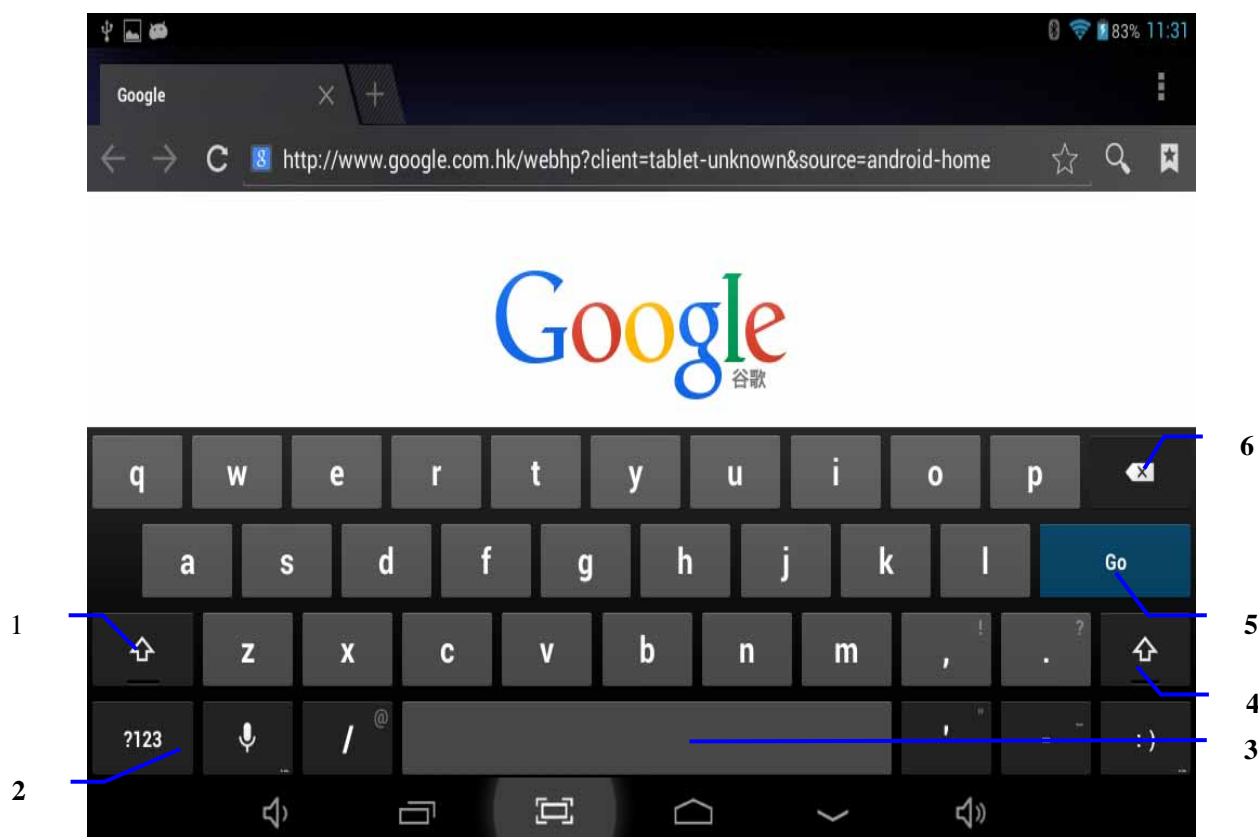 83% 11:31
Google
http://www.google.com.hk/webhp?client=tablet-unknown&source=android-home
Google
谷歌
q w e r t y u i o p
6
a s d f g h j k l Go
5
1
z x c v b n m , ! . ?
4
?123 / @ ' " = - :)
3
2